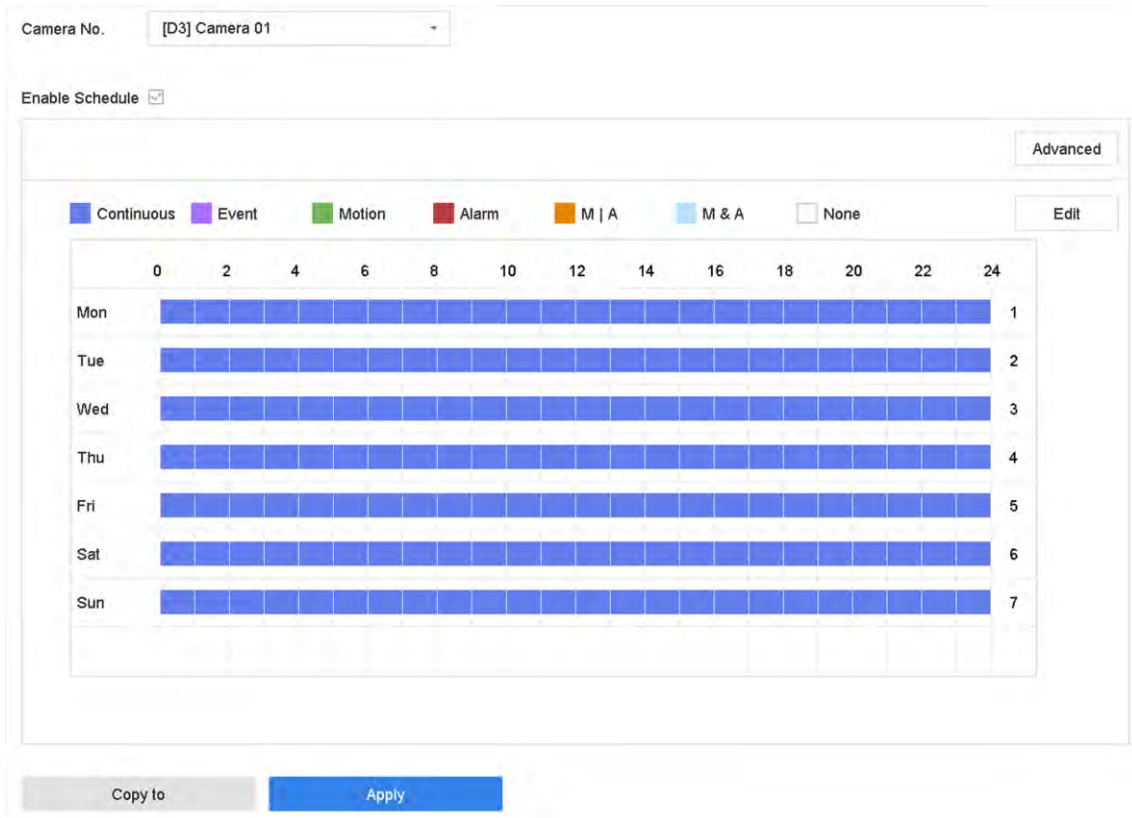 Camera No. [D3] Camera 01
Enable Schedule
Advanced
Continuous Event Motion Alarm M | A M & A None Edit
0 2 4 6 8 10 12 14 16 18 20 22 24
Mon 1
Tue 2
Wed 3
Thu 4
Fri 5
Sat 6
Sun 7
Copy to Apply